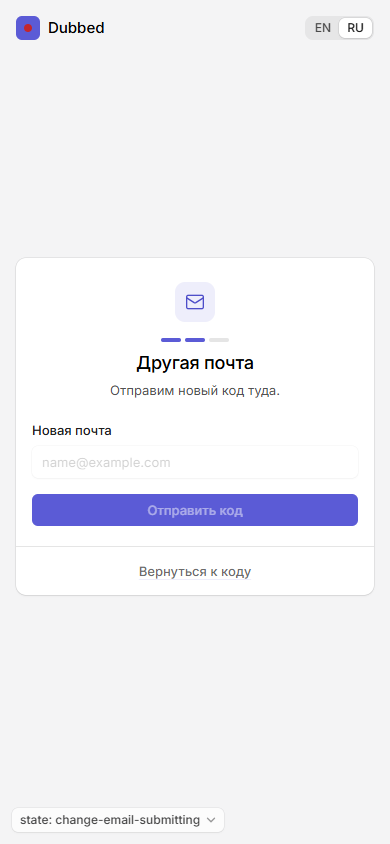 Dubbed
EN RU
Другая почта
Отправим новый код туда.
Новая почта
name@example.com
Отправить код
Вернуться к коду
state: change-email-submitting